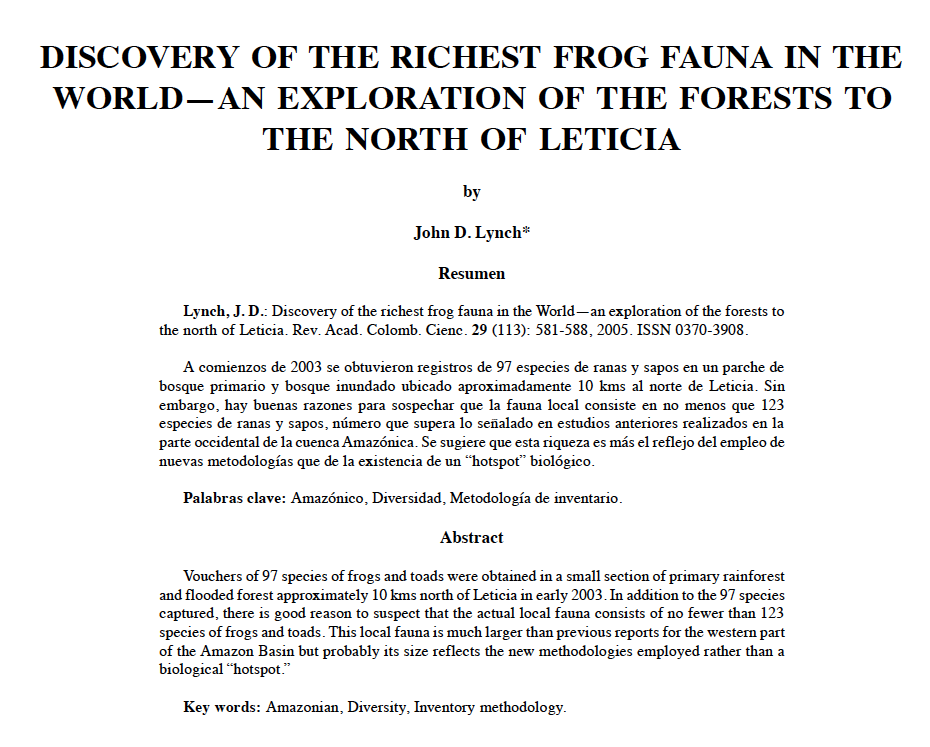 DISCOVERY OF THE RICHEST FROG FAUNA IN THE
WORLD—AN EXPLORATION OF THE FORESTS TO
THE NORTH OF LETICIA
by
John D. Lynch*
Resumen
Lynch, J. D.: Discovery of the richest frog fauna in the World—an exploration of the forests to
the north of Leticia. Rev. Acad. Colomb. Cienc. 29 (113): 581-588, 2005. ISSN 0370-3908.
A comienzos de 2003 se obtuvieron registros de 97 especies de ranas y sapos en un parche de
bosque primario y bosque inundado ubicado aproximadamente 10 kms al norte de Leticia. Sin
embargo, hay buenas razones para sospechar que la fauna local consiste en no menos que 123
especies de ranas y sapos, número que supera lo señalado en estudios anteriores realizados en la
parte occidental de la cuenca Amazónica. Se sugiere que esta riqueza es más el reflejo del empleo de
nuevas metodologías que de la existencia de un “hotspot” biológico.
Palabras clave: Amazónico, Diversidad, Metodología de inventario.
Abstract
Vouchers of 97 species of frogs and toads were obtained in a small section of primary rainforest
and flooded forest approximately 10 kms north of Leticia in early 2003. In addition to the 97 species
captured, there is good reason to suspect that the actual local fauna consists of no fewer than 123
species of frogs and toads. This local fauna is much larger than previous reports for the western part
of the Amazon Basin but probably its size reflects the new methodologies employed rather than a
biological “hotspot.”
Key words: Amazonian, Diversity, Inventory methodology.